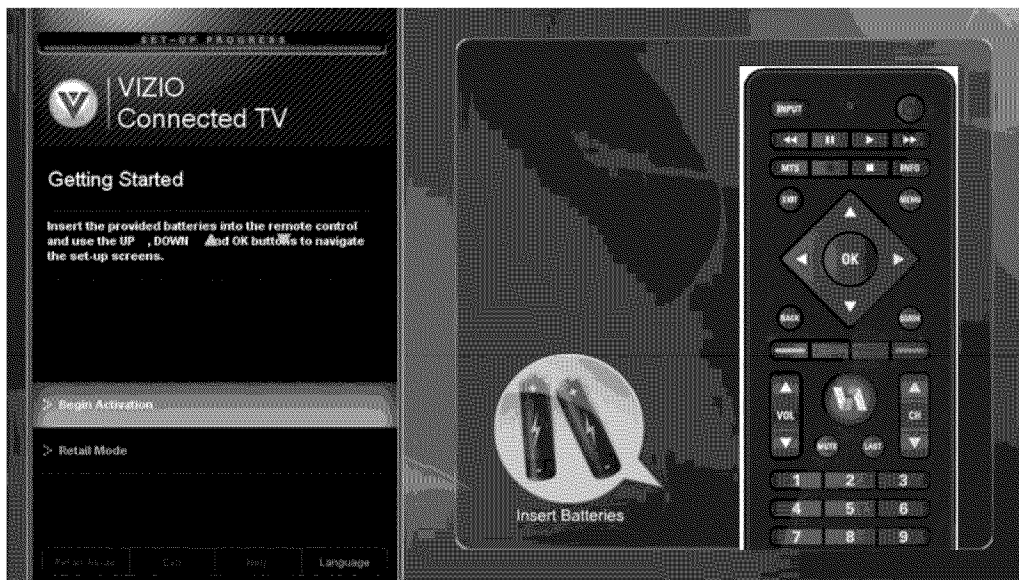 SET-UP PROGRESS
VIZIO
Connected TV
Getting Started
Insert the provided batteries into the remote control
and use the UP , DOWN and OK buttons to navigate
the set-up screens.
> Begin Activation
> Retail Mode
Exit
Help
Language
Insert Batteries
INPUT
MTS
INFO
EXIT
MENU
OK
BACK
GUIDE
VOL
CH
MUTE
LAST
1 2 3
4 5 6
7 8 9